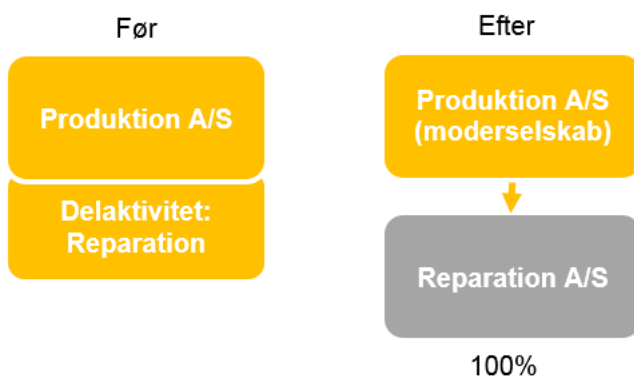 Før
Produktion A/S
Delaktivitet:
Reparation
Efter
Produktion A/S
(moderselskab)
Reparation A/S
100%